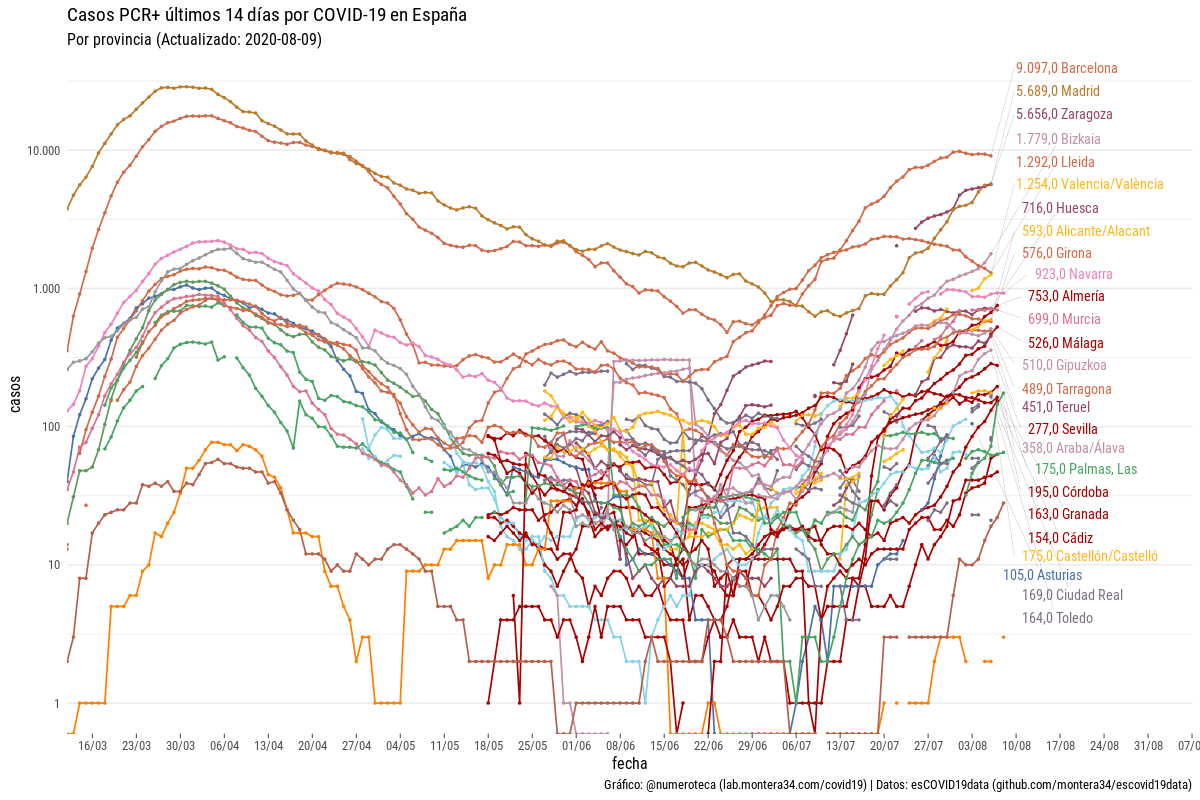 Casos PCR+ últimos 14 días por COVID-19 en España
Por provincia (Actualizado: 2020-08-09)
9.097,0 Barcelona
5.689,0 Madrid
5.656,0 Zaragoza
1.779,0 Bizkaia
1.292,0 Lleida
1.254,0 Valencia/València
716,0 Huesca
593,0 Alicante/Alacant
576,0 Girona
923,0 Navarra
753,0 Almería
699,0 Murcia
526,0 Málaga
510,0 Gipuzkoa
489,0 Tarragona
451,0 Teruel
277,0 Sevilla
358,0 Araba/Álava
175,0 Palmas, Las
195,0 Córdoba
163,0 Granada
154,0 Cádiz
175,0 Castellón/Castelló
105,0 Asturias
169,0 Ciudad Real
164,0 Toledo
casos
10.000
1.000
100
10
1
16/03 23/03 30/03 06/04 13/04 20/04 27/04 04/05 11/05 18/05 25/05 01/06 08/06 15/06 22/06 29/06 06/07 13/07 20/07 27/07 03/08 10/08 17/08 24/08 31/08 07/0
fecha
Gráfico: @numeroteca (lab.montera34.com/covid19) | Datos: esCOVID19data (github.com/montera34/escovid19data)